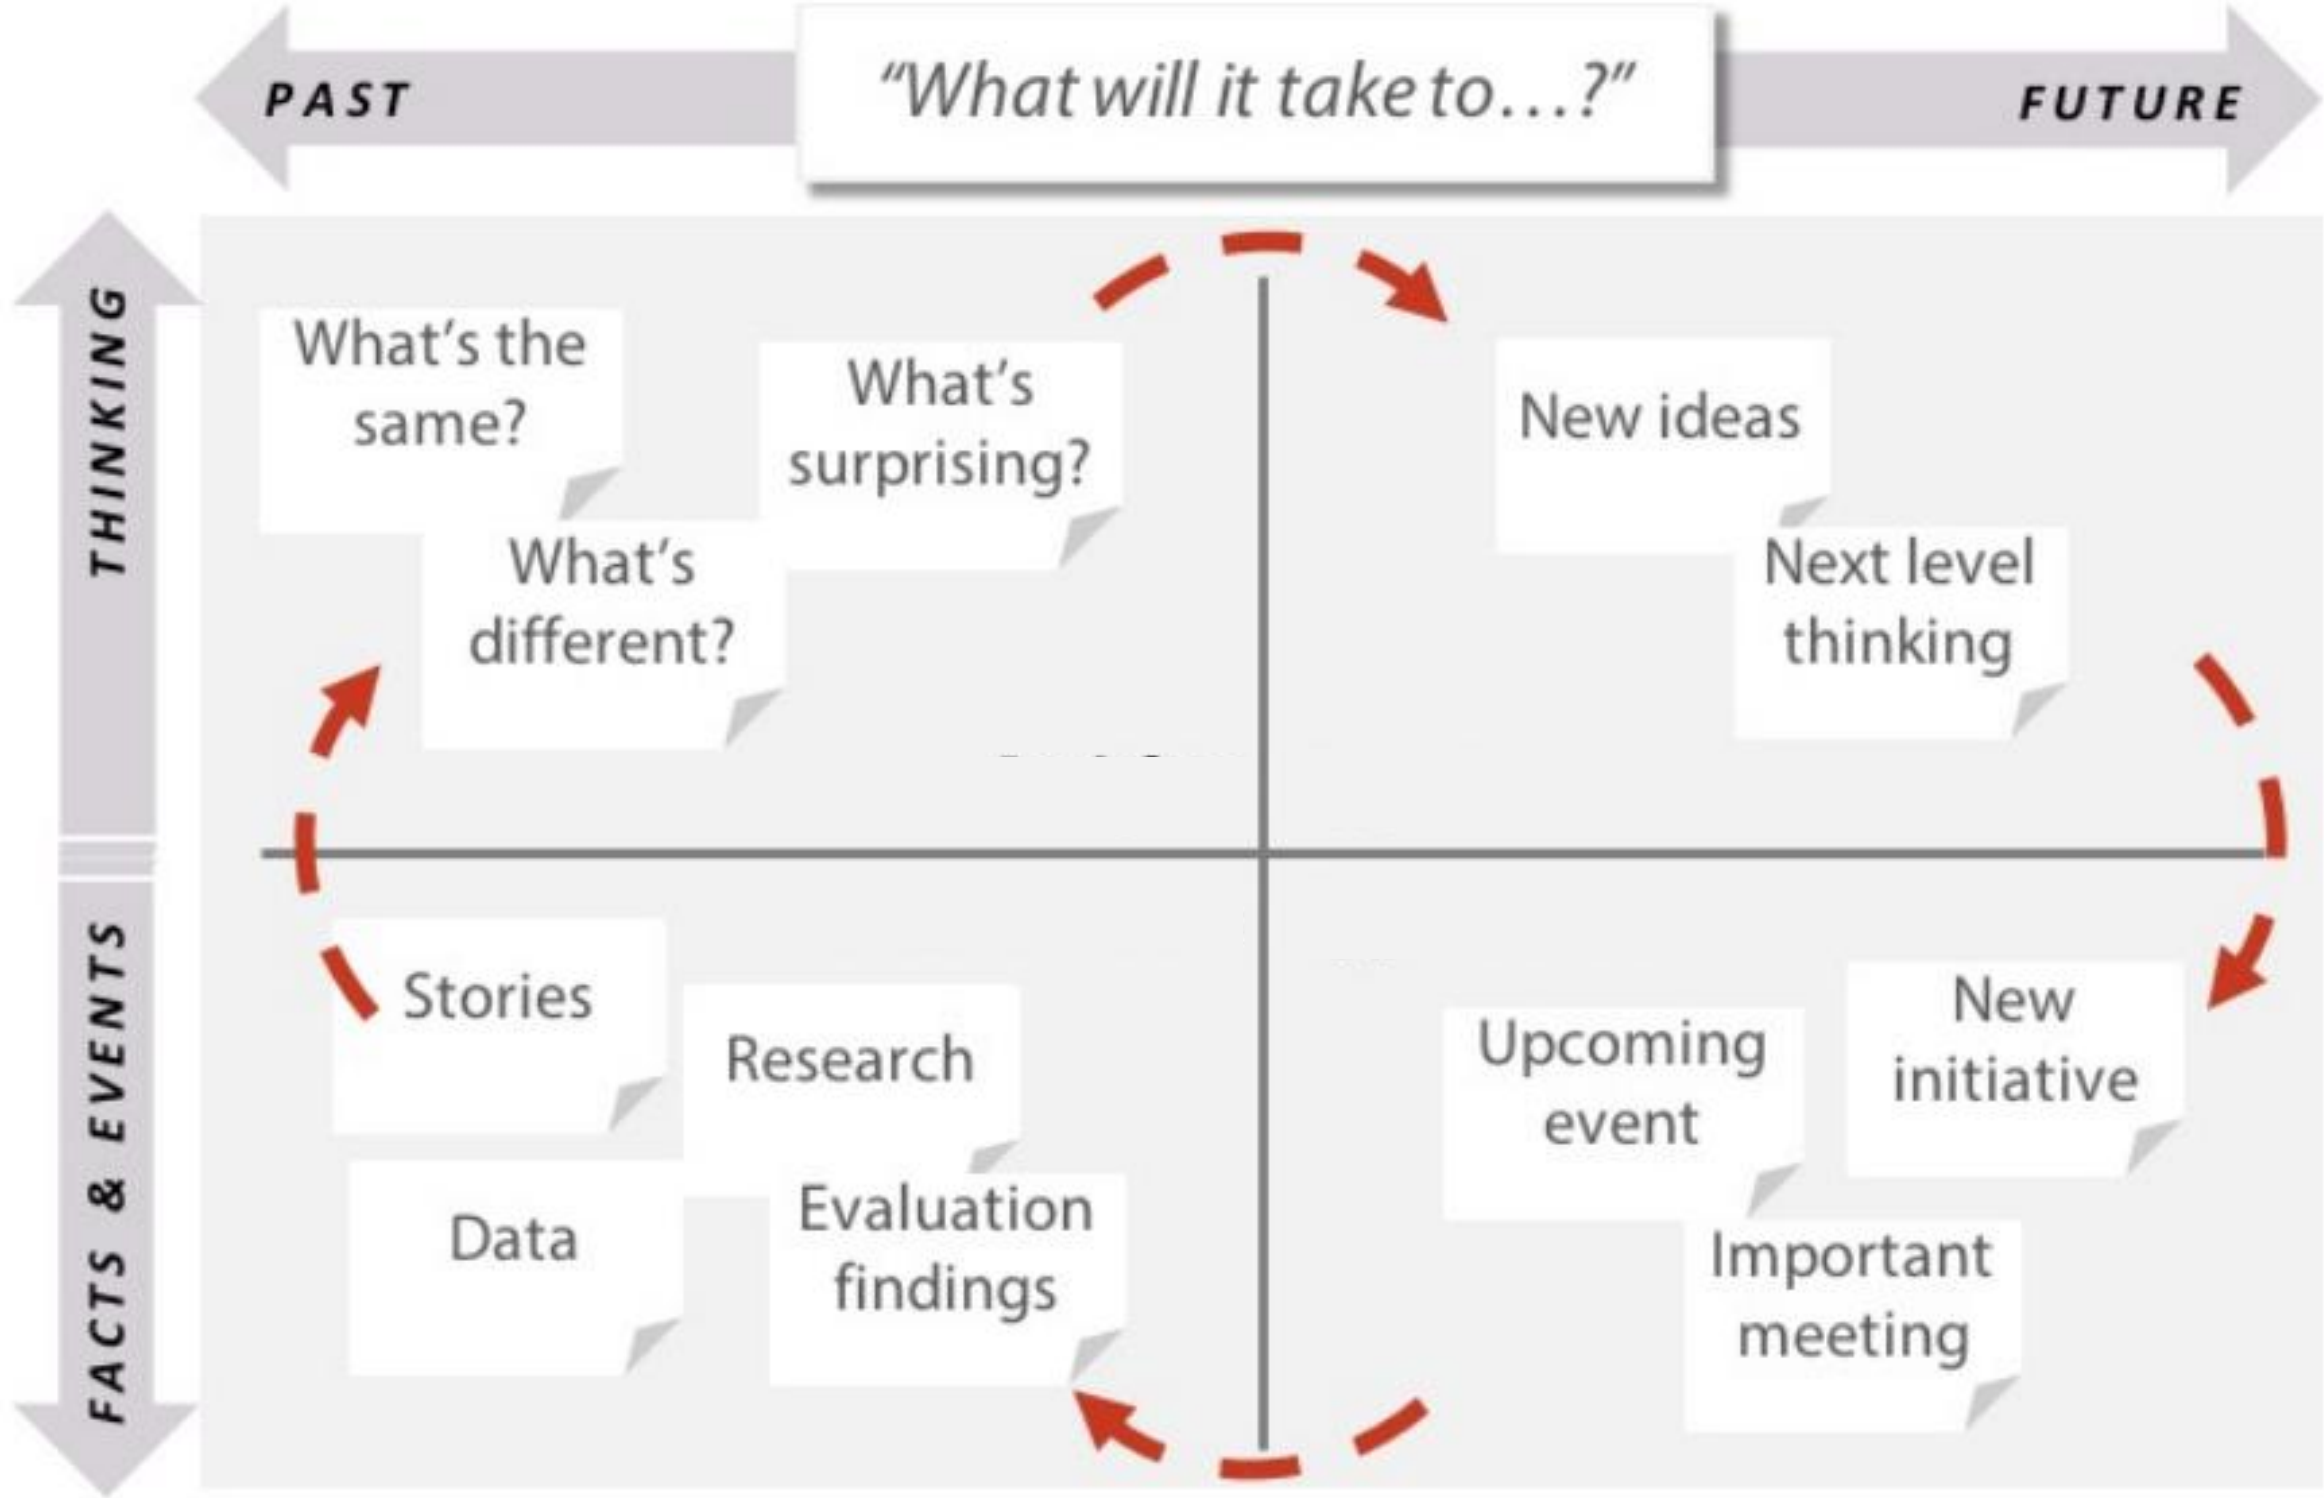 PAST
"What will it take to...?"
FUTURE
THINKING
What's the
same?
What's
surprising?
What's
different?
New ideas
Next level
thinking
FACTS & EVENTS
Stories
Research
Data
Evaluation
findings
Upcoming
event
New
initiative
Important
meeting